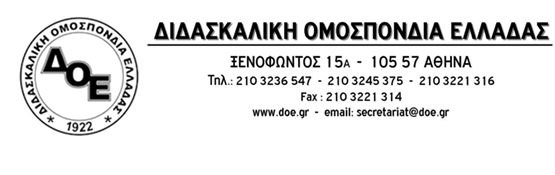 ΔΙΔΑΣΚΑΛΙΚΗ ΟΜΟΣΠΟΝΔΙΑ ΕΛΛΑΔΑΣ
ΔΟΕ
* 1922 *
ΔΙΔΑΣΚΑΛΙΚΗ ΟΜΟΣΠΟΝΔΙΑ ΕΛΛΑΔΑΣ
ΞΕΝΟΦΩΝΤΟΣ 15Α - 105 57 ΑΘΗΝΑ
Τηλ.: 210 3236 547 - 210 3245 375 - 210 3221 316
Fax : 210 3221 314
www.doe.gr - email: secretariat@doe.gr